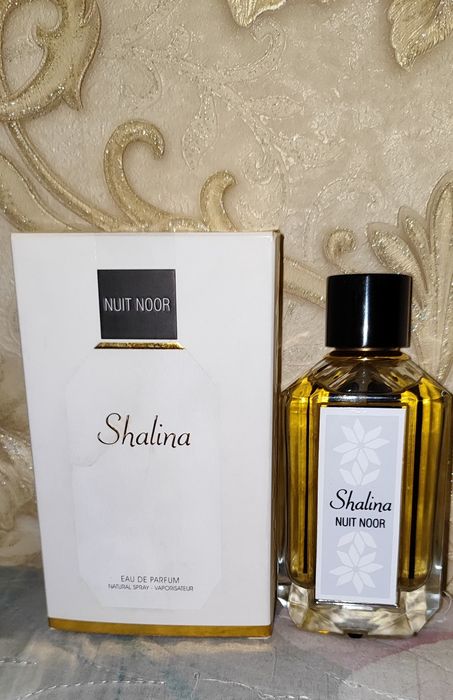 NUIT NOOR
Shalina
EAU DE PARFUM
NATURAL SPRAY - VAPORISATEUR
Shalina
NUIT NOOR